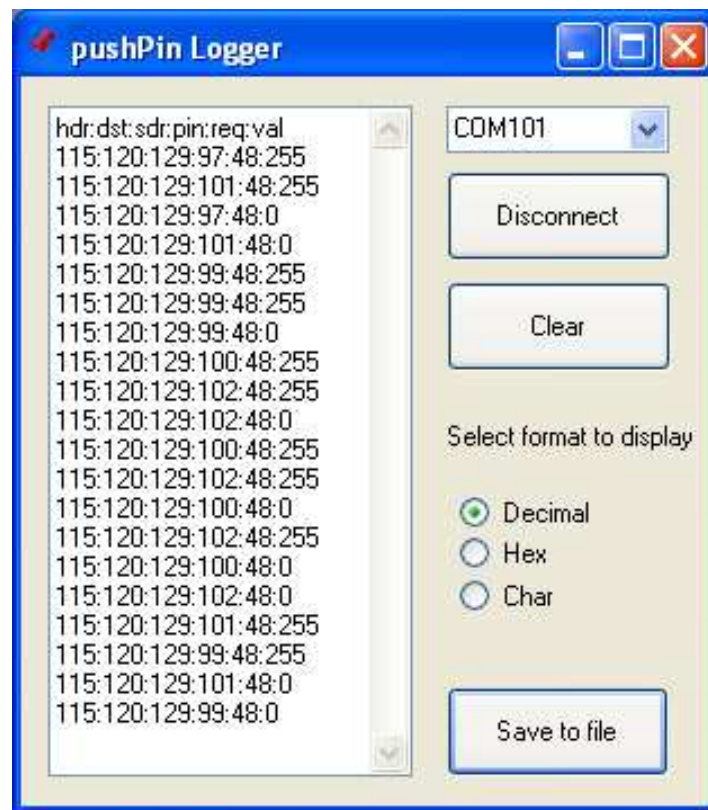 pushPin Logger
hdr:dst:sdr:pin:req:val
115:120:129:97:48:255
115:120:129:101:48:255
115:120:129:97:48:0
115:120:129:101:48:0
115:120:129:99:48:255
115:120:129:99:48:255
115:120:129:99:48:0
115:120:129:100:48:255
115:120:129:102:48:255
115:120:129:102:48:0
115:120:129:100:48:255
115:120:129:102:48:255
115:120:129:100:48:0
115:120:129:102:48:255
115:120:129:100:48:0
115:120:129:102:48:0
115:120:129:101:48:255
115:120:129:99:48:255
115:120:129:101:48:0
115:120:129:99:48:0
COM101
Disconnect
Clear
Select format to display
Decimal
Hex
Char
Save to file